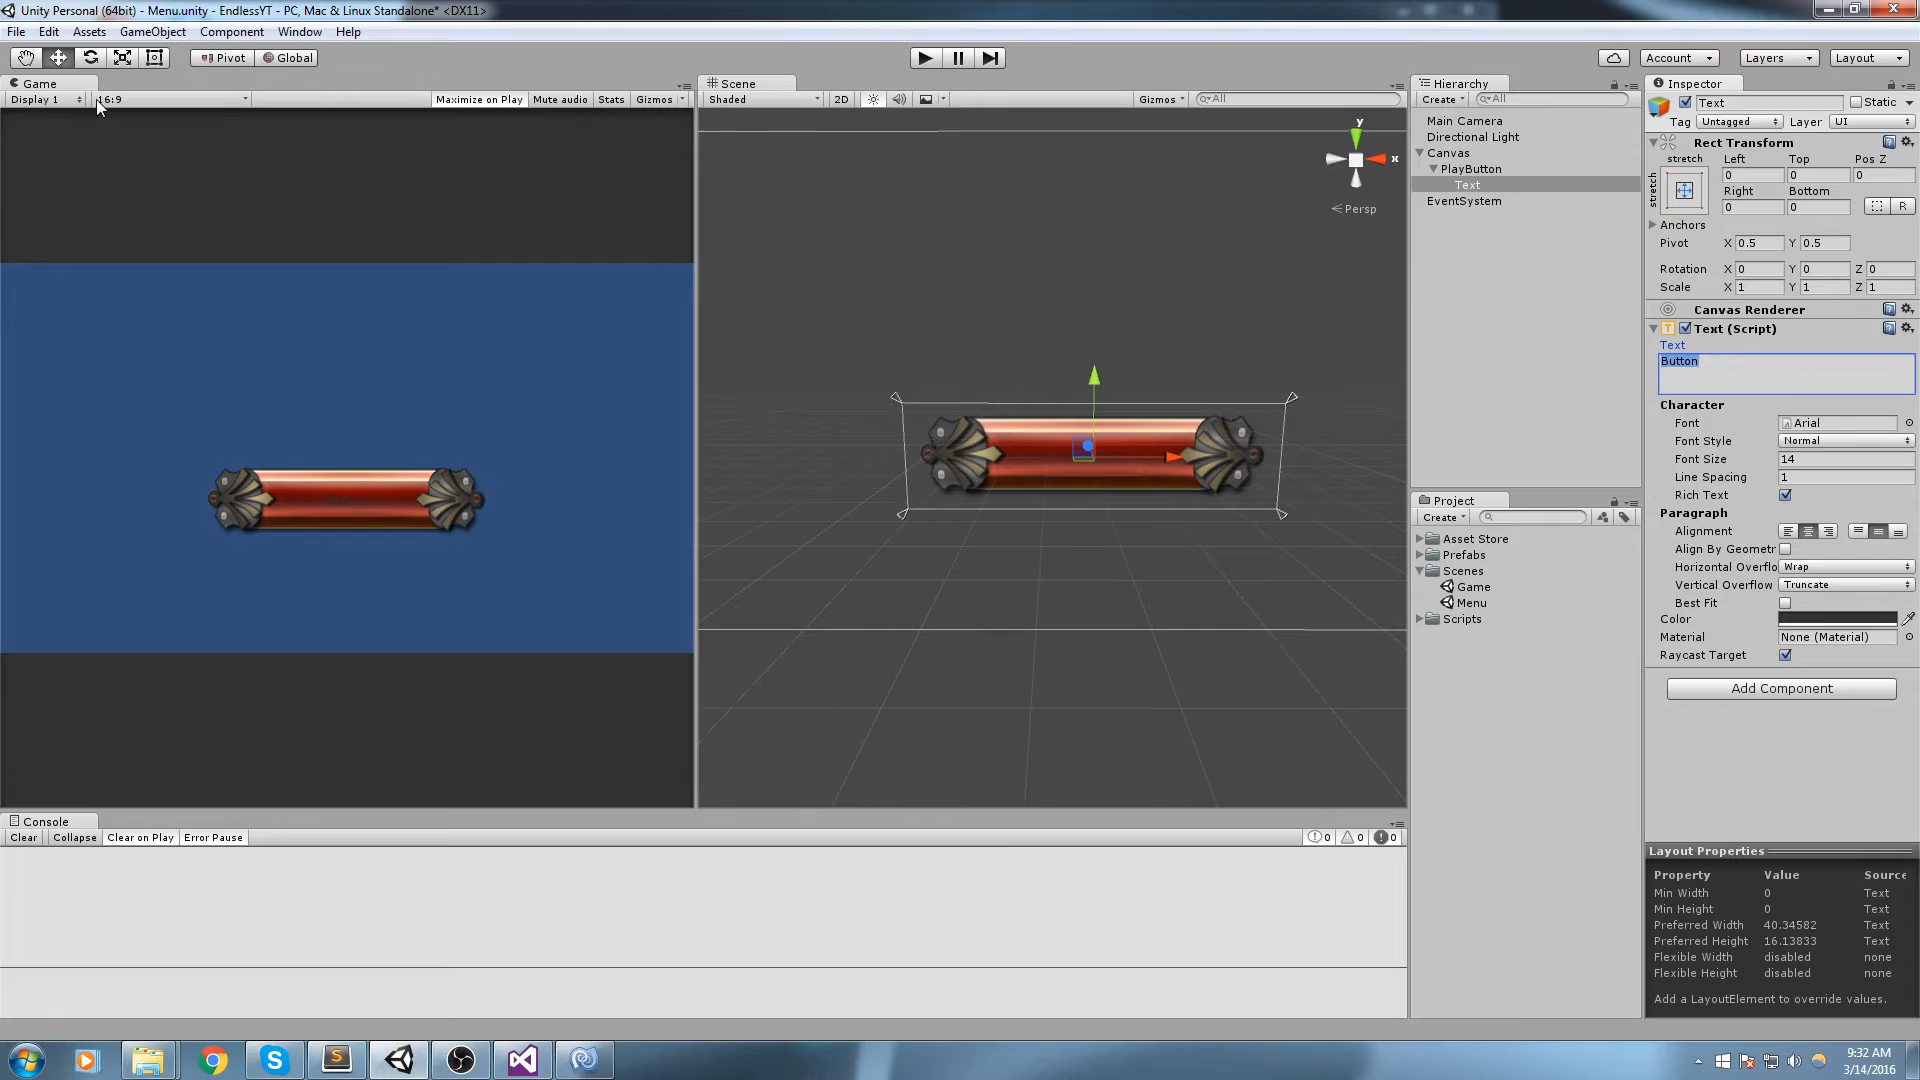 Unity Personal (64bit) - Menu.unity - EndlessYT - PC, Mac & Linux Standalone* <DX11>
File Edit Assets GameObject Component Window Help
Pivot Global Account Layers Layout
Game
Display 1 16:9 Maximize on Play Mute audio Stats Gizmos
Scene
Shaded 2D Gizmos All
y
x
Persp
Hierarchy
Create All
Main Camera
Directional Light
Canvas
PlayButton
Text
EventSystem
Project
Create
Asset Store
Prefabs
Scenes
Game
Menu
Scripts
Inspector
Text Static
Tag Untagged Layer UI
Rect Transform
stretch Left Top Pos Z
stretch 0 0 0
Right Bottom
0 0 R
Anchors
Pivot X 0.5 Y 0.5
Rotation X 0 Y 0 Z 0
Scale X 1 Y 1 Z 1
Canvas Renderer
Text (Script)
Text
Button
Character
Font Arial
Font Style Normal
Font Size 14
Line Spacing 1
Rich Text
Paragraph
Alignment
Align By Geometr
Horizontal Overflo Wrap
Vertical Overflow Truncate
Best Fit
Color
Material None (Material)
Raycast Target
Add Component
Layout Properties
Property Value Source
Min Width 0 Text
Min Height 0 Text
Preferred Width 40.34582 Text
Preferred Height 16.13833 Text
Flexible Width disabled none
Flexible Height disabled none
Add a LayoutElement to override values.
Console
Clear Collapse Clear on Play Error Pause 0 0 0
9:32 AM
3/14/2016